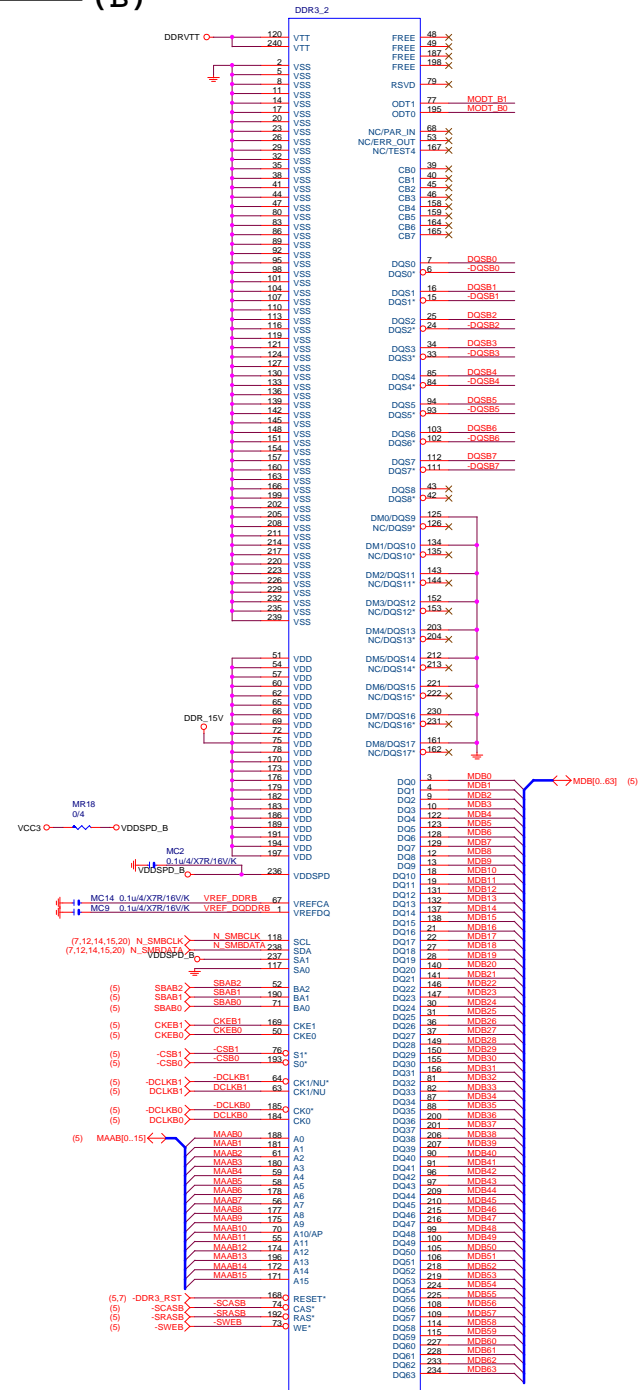 (B)
DDR3_2
DDRVTT 120 VTT
240 VTT
2 VSS
5 VSS
8 VSS
11 VSS
14 VSS
17 VSS
20 VSS
23 VSS
26 VSS
29 VSS
32 VSS
35 VSS
38 VSS
41 VSS
44 VSS
47 VSS
80 VSS
83 VSS
86 VSS
89 VSS
92 VSS
95 VSS
98 VSS
101 VSS
104 VSS
107 VSS
110 VSS
113 VSS
116 VSS
119 VSS
121 VSS
124 VSS
127 VSS
130 VSS
133 VSS
136 VSS
139 VSS
142 VSS
145 VSS
148 VSS
151 VSS
154 VSS
157 VSS
160 VSS
163 VSS
166 VSS
199 VSS
202 VSS
205 VSS
208 VSS
211 VSS
214 VSS
217 VSS
220 VSS
223 VSS
226 VSS
229 VSS
232 VSS
235 VSS
239 VSS
51 VDD
54 VDD
57 VDD
60 VDD
62 VDD
65 VDD
66 VDD
DDR_15V
69 VDD
72 VDD
75 VDD
78 VDD
170 VDD
173 VDD
176 VDD
179 VDD
182 VDD
183 VDD
186 VDD
189 VDD
191 VDD
194 VDD
197 VDD
MR18
0/4
VCC3 VDDSPD_B
MC2
0.1u/4/X7R/16V/K
VDDSPD_B 236 VDDSPD
MC14 0.1u/4/X7R/16V/K VREF_DDRB 67 VREFCA
MC9 0.1u/4/X7R/16V/K VREF_DQDDRB 1 VREFDQ
(7,12,14,15,20) N_SMBCLK N_SMBCLK 118 SCL
(7,12,14,15,20) N_SMBDATA N_SMBDATA 238 SDA
VDDSPD_B 237 SA1
117 SA0
(5) SBAB2 SBAB2 52 BA2
(5) SBAB1 SBAB1 190 BA1
(5) SBAB0 SBAB0 71 BA0
(5) CKEB1 CKEB1 169 CKE1
(5) CKEB0 CKEB0 50 CKE0
(5) -CSB1 -CSB1 76 S1*
(5) -CSB0 -CSB0 193 S0*
(5) -DCLKB1 -DCLKB1 64 CK1/NU*
(5) DCLKB1 DCLKB1 63 CK1/NU
(5) -DCLKB0 -DCLKB0 185 CK0*
(5) DCLKB0 DCLKB0 184 CK0
(5) MAAB[0..15] MAAB0 188 A0
MAAB1 181 A1
MAAB2 61 A2
MAAB3 180 A3
MAAB4 59 A4
MAAB5 58 A5
MAAB6 178 A6
MAAB7 56 A7
MAAB8 177 A8
MAAB9 175 A9
MAAB10 70 A10/AP
MAAB11 55 A11
MAAB12 174 A12
MAAB13 196 A13
MAAB14 172 A14
MAAB15 171 A15
(5,7) -DDR3_RST 168 RESET*
(5) -SCASB -SCASB 74 CAS*
(5) -SRASB -SRASB 192 RAS*
(5) -SWEB -SWEB 73 WE*
FREE 48
FREE 49
FREE 187
FREE 198
RSVD 79
ODT1 77 MODT_B1
ODT0 195 MODT_B0
NC/PAR_IN 68
NC/ERR_OUT 53
NC/TEST4 167
CB0 39
CB1 40
CB2 45
CB3 46
CB4 158
CB5 159
CB6 164
CB7 165
DQS0 7 DQSB0
DQS0* 6 -DQSB0
DQS1 16 DQSB1
DQS1* 15 -DQSB1
DQS2 25 DQSB2
DQS2* 24 -DQSB2
DQS3 34 DQSB3
DQS3* 33 -DQSB3
DQS4 85 DQSB4
DQS4* 84 -DQSB4
DQS5 94 DQSB5
DQS5* 93 -DQSB5
DQS6 103 DQSB6
DQS6* 102 -DQSB6
DQS7 112 DQSB7
DQS7* 111 -DQSB7
DQS8 43
DQS8* 42
DM0/DQS9 125
NC/DQS9* 126
DM1/DQS10 134
NC/DQS10* 135
DM2/DQS11 143
NC/DQS11* 144
DM3/DQS12 152
NC/DQS12* 153
DM4/DQS13 203
NC/DQS13* 204
DM5/DQS14 212
NC/DQS14* 213
DM6/DQS15 221
NC/DQS15* 222
DM7/DQS16 230
NC/DQS16* 231
DM8/DQS17 161
NC/DQS17* 162
DQ0 3 MDB0 MDB[0..63] (5)
DQ1 4 MDB1
DQ2 9 MDB2
DQ3 10 MDB3
DQ4 122 MDB4
DQ5 123 MDB5
DQ6 128 MDB6
DQ7 129 MDB7
DQ8 12 MDB8
DQ9 13 MDB9
DQ10 18 MDB10
DQ11 19 MDB11
DQ12 131 MDB12
DQ13 132 MDB13
DQ14 137 MDB14
DQ15 138 MDB15
DQ16 21 MDB16
DQ17 22 MDB17
DQ18 27 MDB18
DQ19 28 MDB19
DQ20 140 MDB20
DQ21 141 MDB21
DQ22 146 MDB22
DQ23 147 MDB23
DQ24 30 MDB24
DQ25 31 MDB25
DQ26 36 MDB26
DQ27 37 MDB27
DQ28 149 MDB28
DQ29 150 MDB29
DQ30 155 MDB30
DQ31 156 MDB31
DQ32 81 MDB32
DQ33 82 MDB33
DQ34 87 MDB34
DQ35 88 MDB35
DQ36 200 MDB36
DQ37 201 MDB37
DQ38 206 MDB38
DQ39 207 MDB39
DQ40 90 MDB40
DQ41 91 MDB41
DQ42 96 MDB42
DQ43 97 MDB43
DQ44 209 MDB44
DQ45 210 MDB45
DQ46 215 MDB46
DQ47 216 MDB47
DQ48 99 MDB48
DQ49 100 MDB49
DQ50 105 MDB50
DQ51 106 MDB51
DQ52 218 MDB52
DQ53 219 MDB53
DQ54 224 MDB54
DQ55 225 MDB55
DQ56 108 MDB56
DQ57 109 MDB57
DQ58 114 MDB58
DQ59 115 MDB59
DQ60 227 MDB60
DQ61 228 MDB61
DQ62 233 MDB62
DQ63 234 MDB63